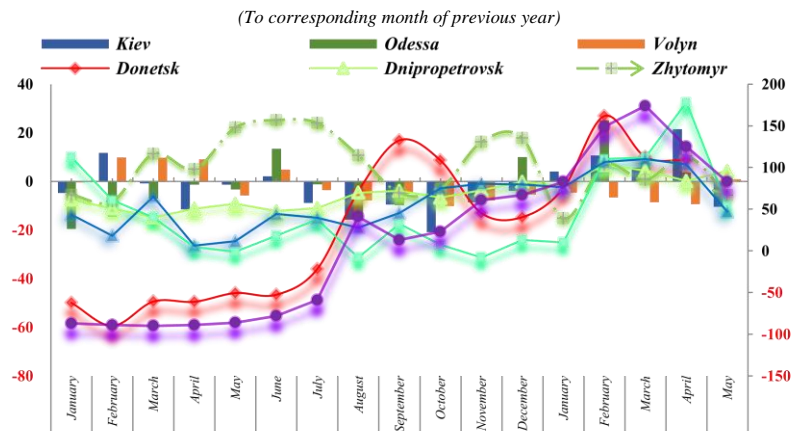 (To corresponding month of previous year)
Kiev Odessa Volyn
Donetsk Dnipropetrovsk Zhytomyr
40 200
20 150
0 100
-20 50
-40 0
-60 -50
-80 -100
-150
January February March April May June July August September October November December January February March April May